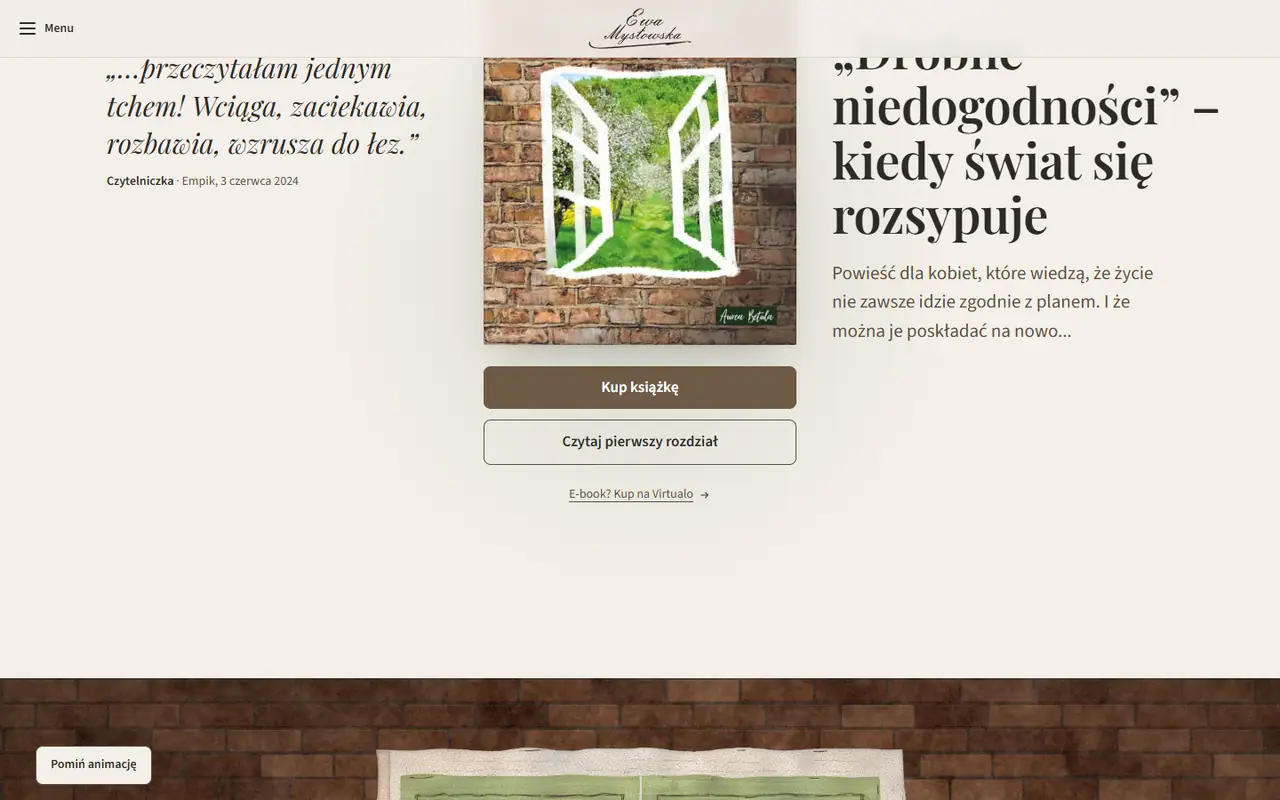 Menu
Ewa
Mysłowska
„…przeczytałam jednym
tchem! Wciąga, zaciekawia,
rozbawia, wzrusza do łez.”
Czytelniczka · Empik, 3 czerwca 2024
Aurea Betula
Kup książkę
Czytaj pierwszy rozdział
E-book? Kup na Virtualo →
„Drobne
niedogodności” –
kiedy świat się
rozsypuje
Powieść dla kobiet, które wiedzą, że życie
nie zawsze idzie zgodnie z planem. I że
można je poskładać na nowo...
Pomiń animację